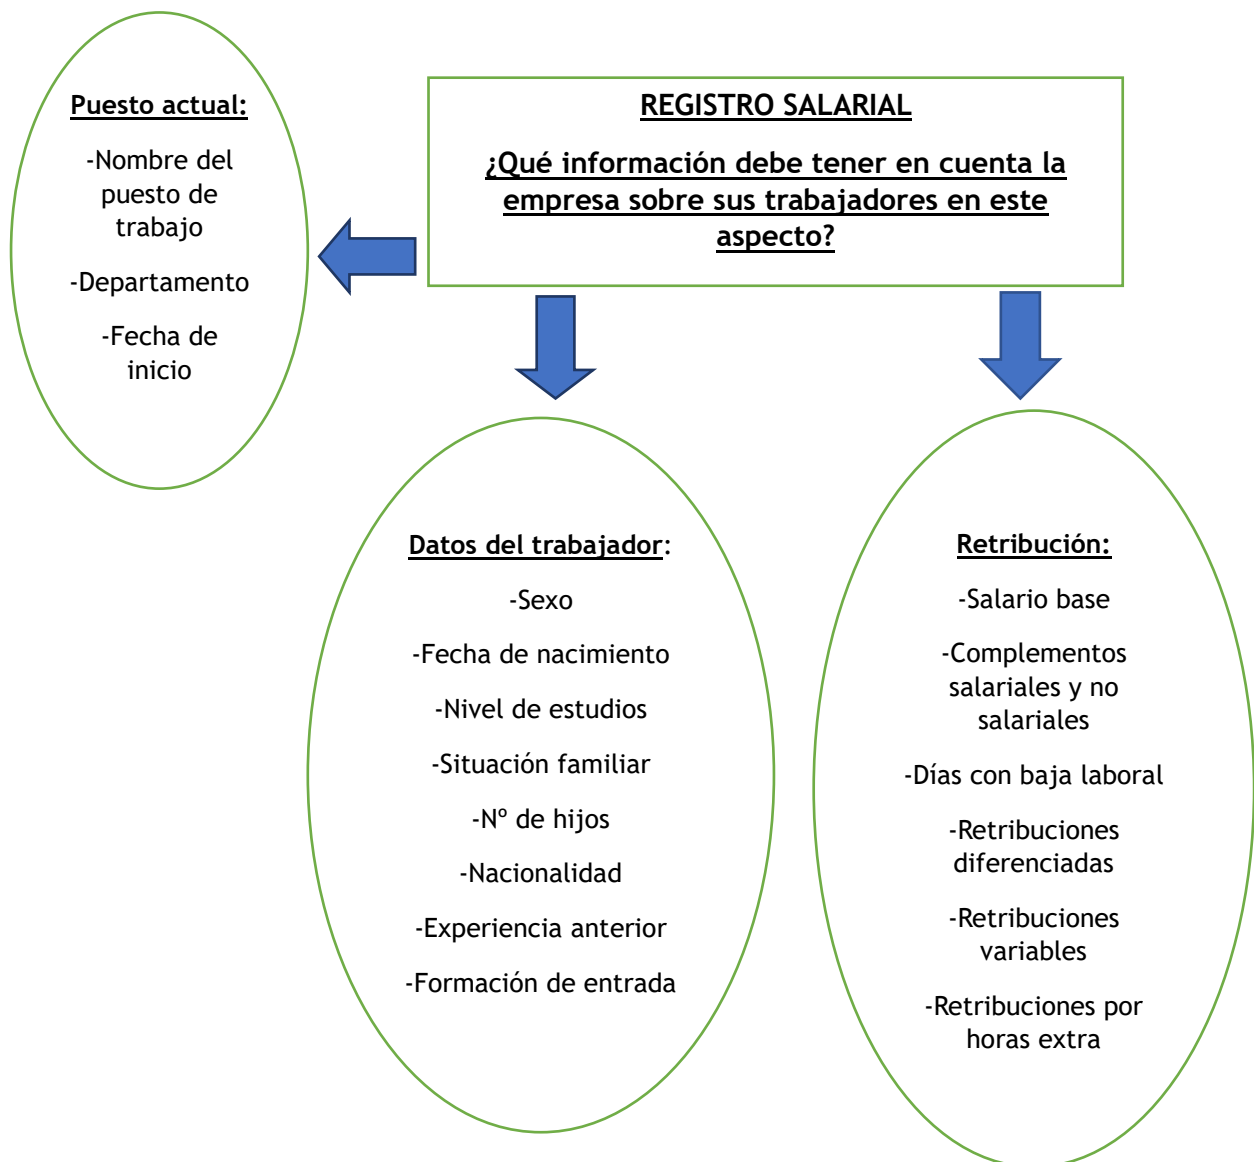 REGISTRO SALARIAL
¿Qué información debe tener en cuenta la
empresa sobre sus trabajadores en este
aspecto?
Puesto actual:
-Nombre del
puesto de
trabajo
-Departamento
-Fecha de
inicio
Datos del trabajador:
-Sexo
-Fecha de nacimiento
-Nivel de estudios
-Situación familiar
-Nº de hijos
-Nacionalidad
-Experiencia anterior
-Formación de entrada
Retribución:
-Salario base
-Complementos
salariales y no
salariales
-Días con baja laboral
-Retribuciones
diferenciadas
-Retribuciones
variables
-Retribuciones por
horas extra